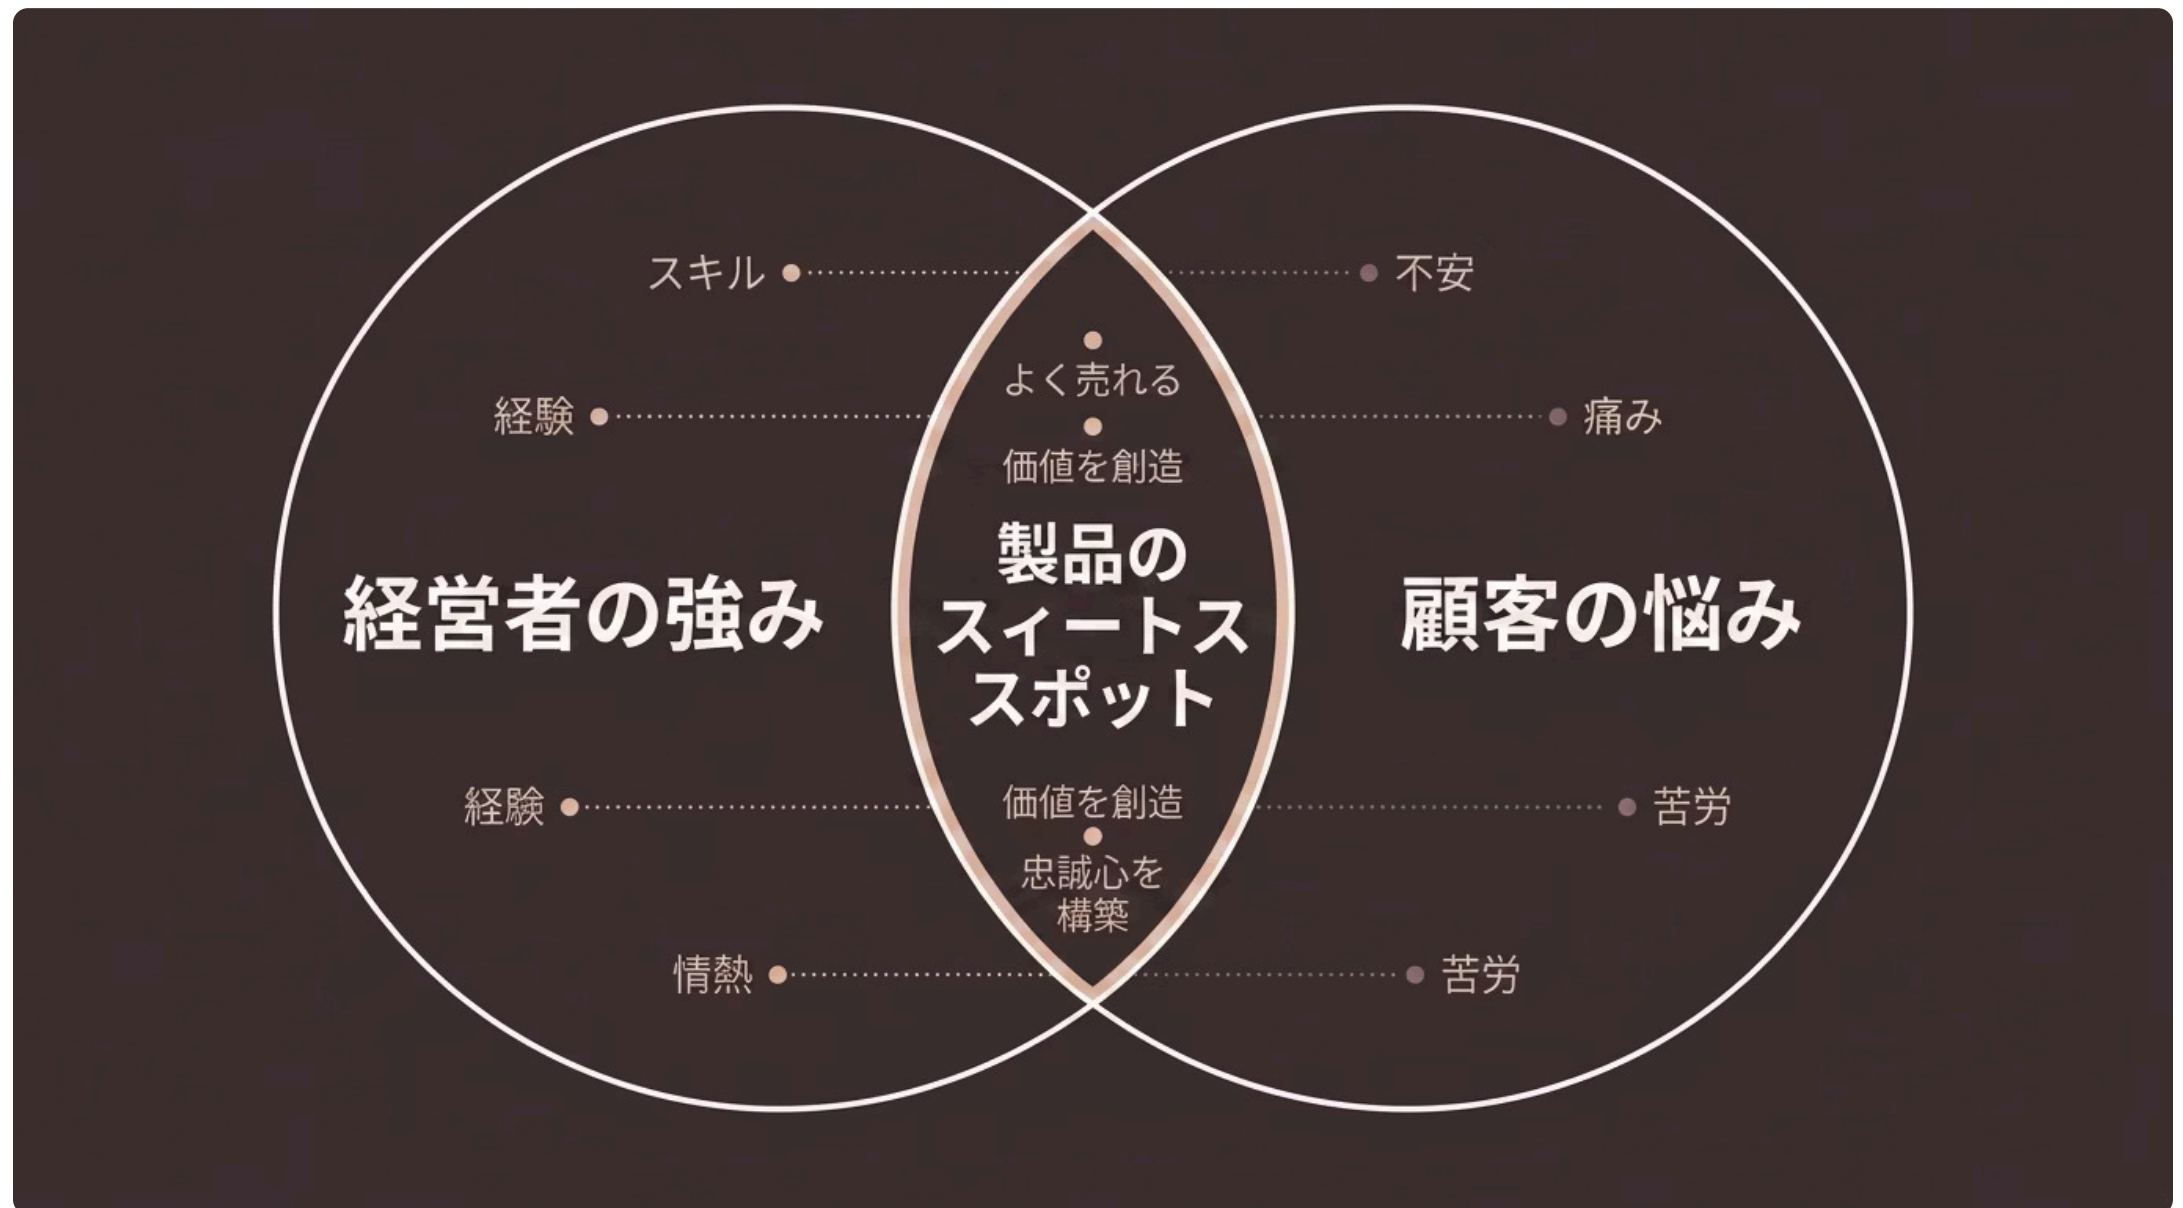 スキル
不安
よく売れる
経験
痛み
価値を創造
製品の
スィートス
スポット
経営者の強み
顧客の悩み
価値を創造
経験
苦労
忠誠心を
構築
情熱
苦労